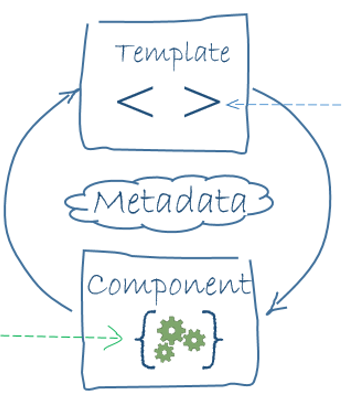 Template
< >
Metadata
Component
{ }